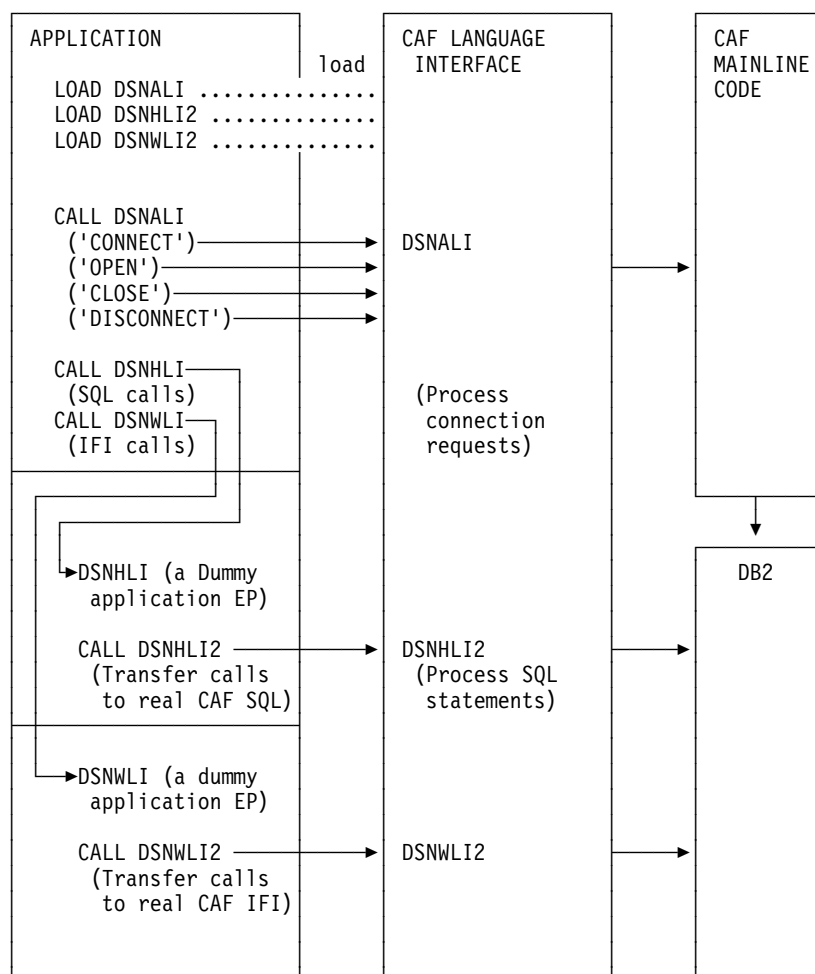 APPLICATION
load
LOAD DSNALI ...............
LOAD DSNHLI2 ..............
LOAD DSNWLI2 ..............
CALL DSNALI
('CONNECT')
('OPEN')
('CLOSE')
('DISCONNECT')
CALL DSNHLI
(SQL calls)
CALL DSNWLI
(IFI calls)
DSNHLI (a Dummy
application EP)
CALL DSNHLI2
(Transfer calls
to real CAF SQL)
DSNWLI (a dummy
application EP)
CALL DSNWLI2
(Transfer calls
to real CAF IFI)
CAF LANGUAGE
INTERFACE
DSNALI
(Process
connection
requests)
DSNHLI2
(Process SQL
statements)
DSNWLI2
CAF
MAINLINE
CODE
DB2